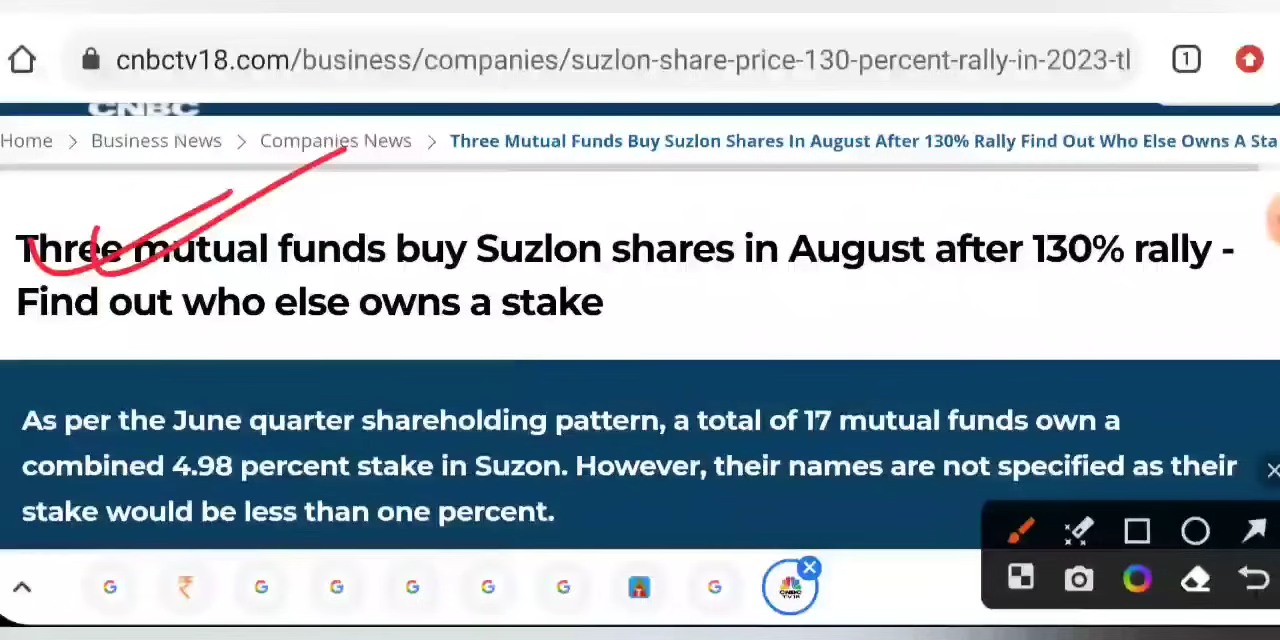 cnbctv18.com/business/companies/suzlon-share-price-130-percent-rally-in-2023-tl
1
CNBC
Home > Business News > Companies News > Three Mutual Funds Buy Suzlon Shares In August After 130% Rally Find Out Who Else Owns A Sta
Three mutual funds buy Suzlon shares in August after 130% rally -
Find out who else owns a stake
As per the June quarter shareholding pattern, a total of 17 mutual funds own a
combined 4.98 percent stake in Suzon. However, their names are not specified as their
stake would be less than one percent.
CNBC
TV18